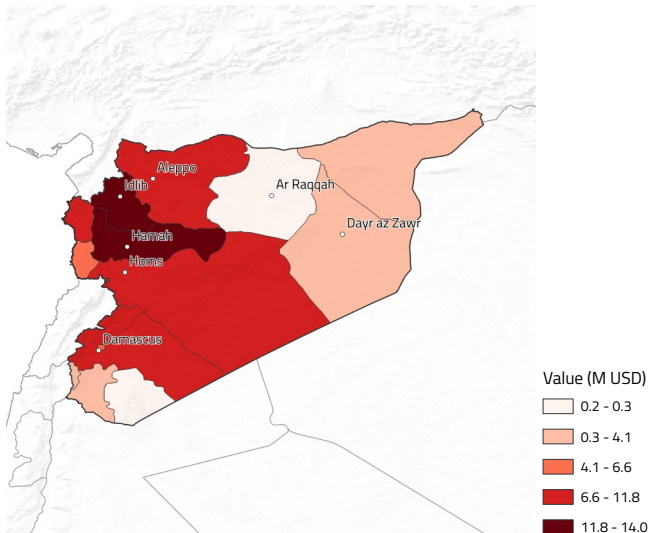 Aleppo
Idlib
Ar Raqqah
Dayr az Zawr
Hamah
Homs
Damascus
Value (M USD)
0.2 - 0.3
0.3 - 4.1
4.1 - 6.6
6.6 - 11.8
11.8 - 14.0